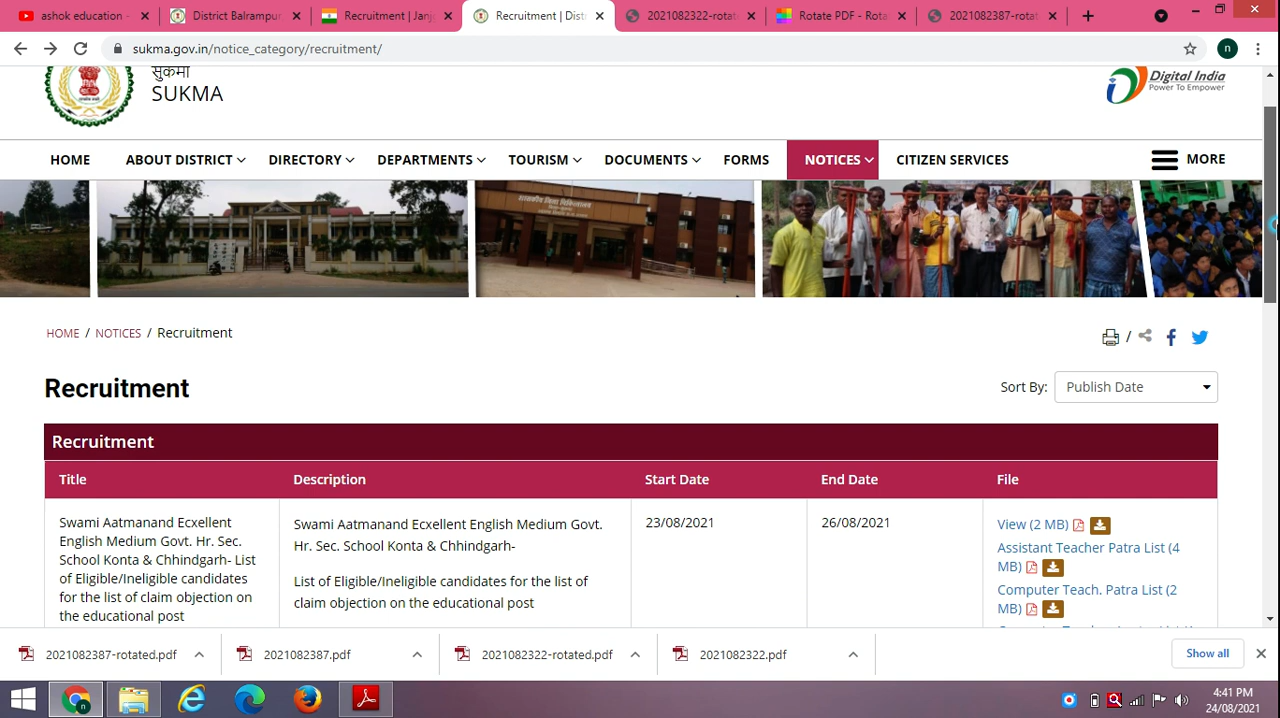 ashok education -
District Balrampur
Recruitment | Janj
Recruitment | Distr
2021082322-rotat
Rotate PDF - Rota
2021082387-rotat
sukma.gov.in/notice_category/recruitment/
n
सुकमा
SUKMA
Digital India
Power To Empower
HOME ABOUT DISTRICT DIRECTORY DEPARTMENTS TOURISM DOCUMENTS FORMS NOTICES CITIZEN SERVICES MORE
HOME / NOTICES / Recruitment
/
Recruitment
Sort By: Publish Date
Recruitment
Title Description Start Date End Date File
Swami Aatmanand Ecxellent
English Medium Govt. Hr. Sec.
School Konta & Chhindgarh- List
of Eligible/Ineligible candidates
for the list of claim objection on
the educational post
Swami Aatmanand Ecxellent English Medium Govt.
Hr. Sec. School Konta & Chhindgarh-
List of Eligible/Ineligible candidates for the list of
claim objection on the educational post
23/08/2021
26/08/2021
View (2 MB)
Assistant Teacher Patra List (4
MB)
Computer Teach. Patra List (2
MB)
2021082387-rotated.pdf
2021082387.pdf
2021082322-rotated.pdf
2021082322.pdf
Show all
4:41 PM
24/08/2021